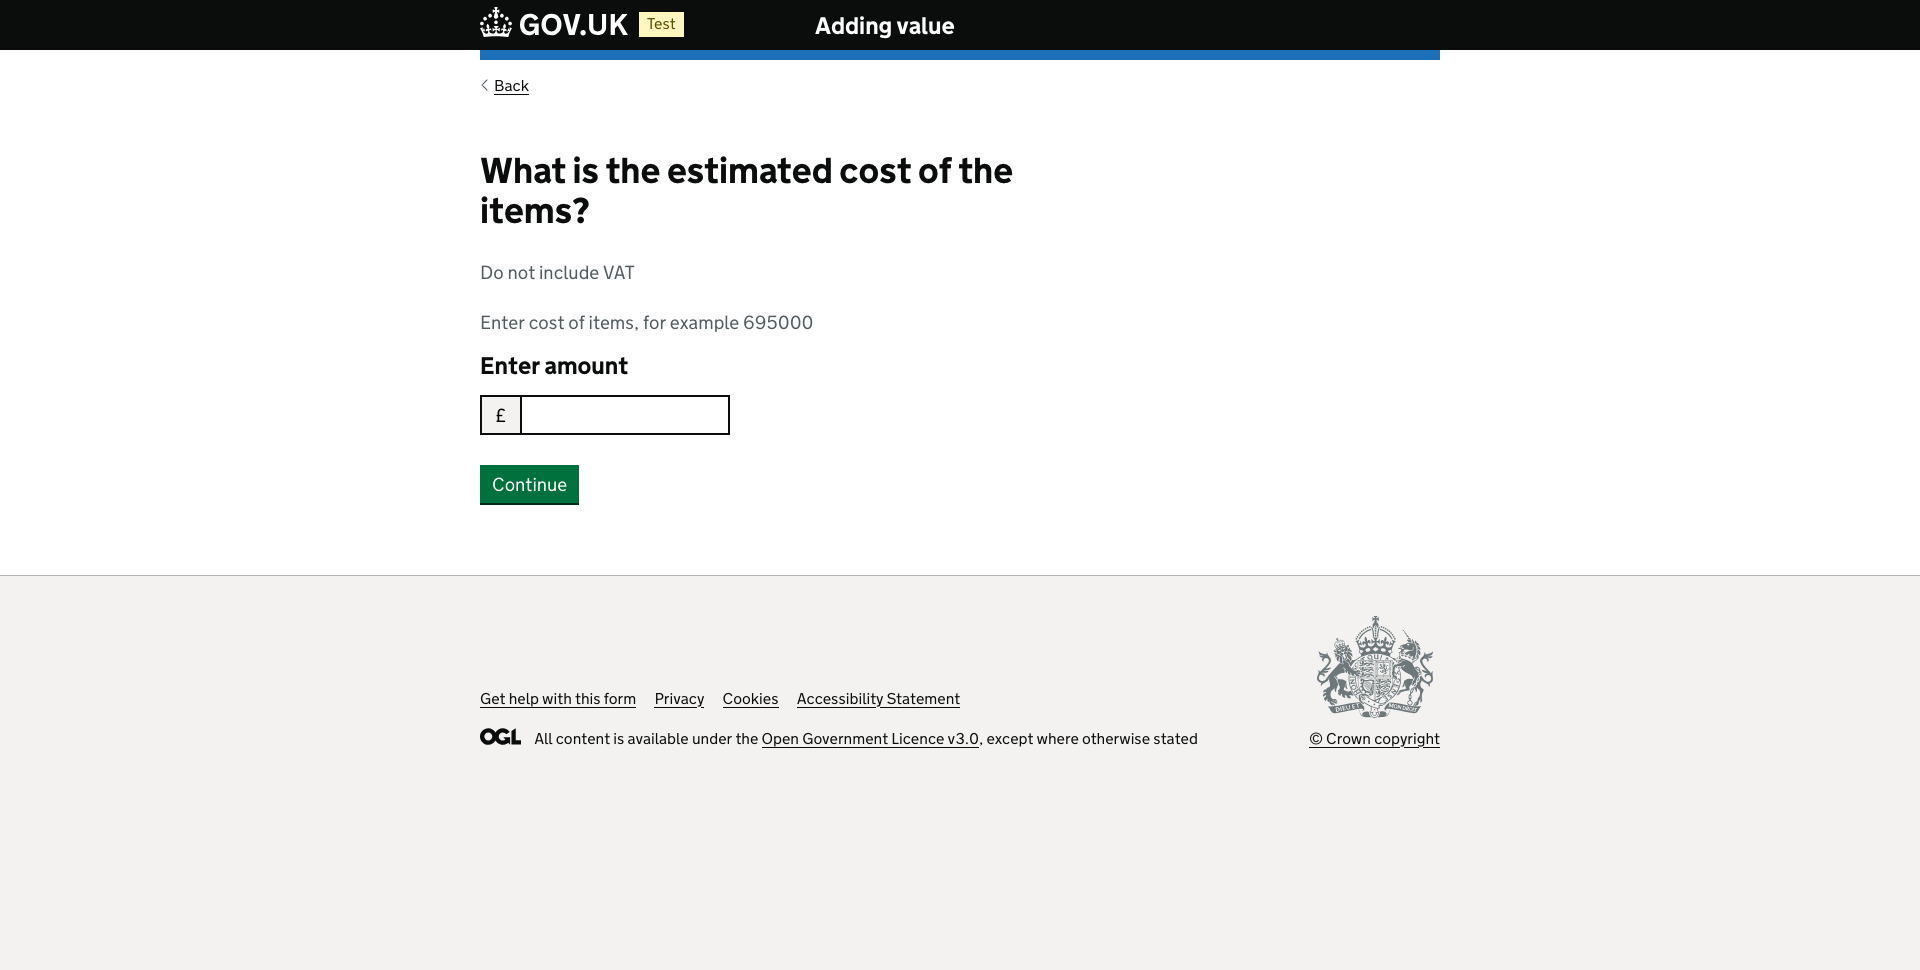 GOV.UK Test Adding value
Back
What is the estimated cost of the
items?
Do not include VAT
Enter cost of items, for example 695000
Enter amount
£
Continue
Get help with this form Privacy Cookies Accessibility Statement
OGL All content is available under the Open Government Licence v3.0, except where otherwise stated
© Crown copyright